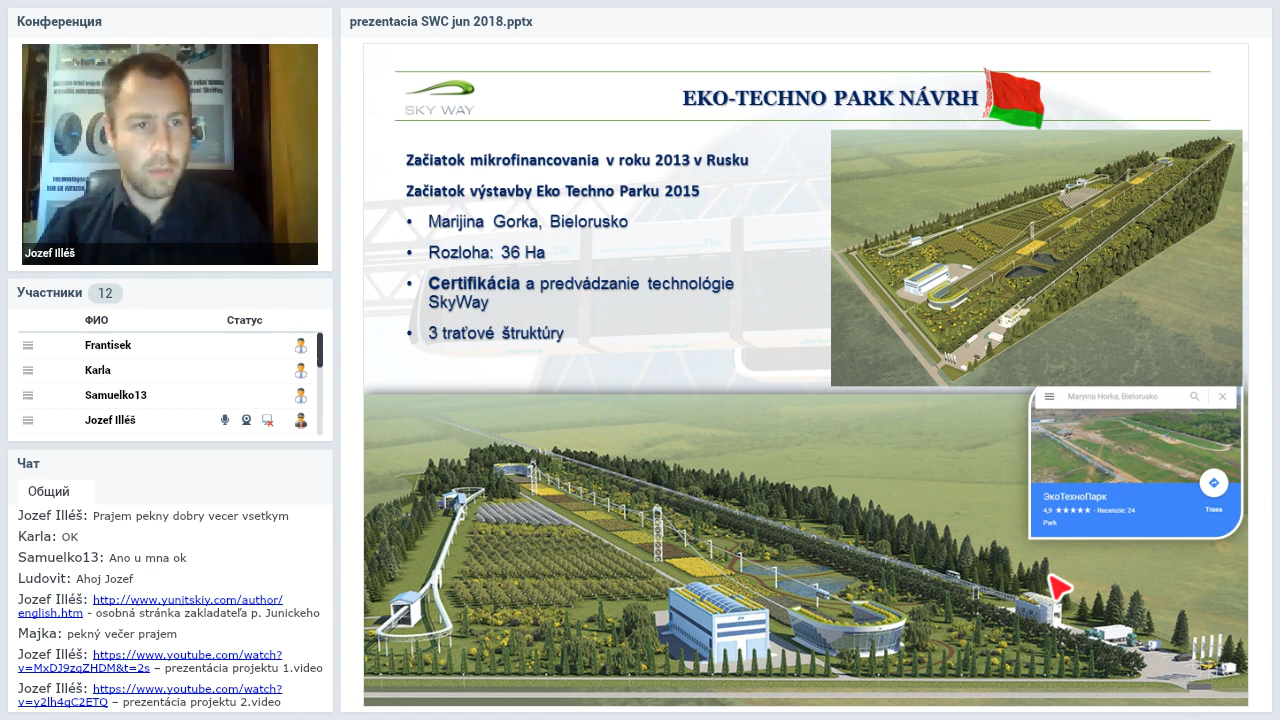 Конференция
Jozef Illéš
Участники 12
ФИО Статус
Frantisek
Karla
Samuelko13
Jozef Illéš
Чат
Общий
Jozef Illéš: Prajem pekny dobry vecer vsetkym
Karla: OK
Samuelko13: Ano u mna ok
Ludovit: Ahoj Jozef
Jozef Illéš: http://www.yunitskiy.com/author/
english.htm - osobná stránka zakladateľa p. Junickeho
Majka: pekný večer prajem
Jozef Illéš: https://www.youtube.com/watch?
v=MxDJ9zqZHDM&t=2s – prezentácia projektu 1.video
Jozef Illéš: https://www.youtube.com/watch?
v=y2lh4qC2ETQ – prezentácia projektu 2.video
prezentacia SWC jun 2018.pptx
SKY WAY
EKO-TECHNO PARK NÁVRH
Začiatok mikrofinancovania v roku 2013 v Rusku
Začiatok výstavby Eko Techno Parku 2015
• Marijina Gorka, Bielorusko
• Rozloha: 36 Ha
• Certifikácia a predvádzanie technológie
SkyWay
• 3 traťové štruktúry
Maryina Horka, Bielorusko
ЭкоТехноПарк
4,9 ★★★★★ - Recenzie: 24
Park
Trasa